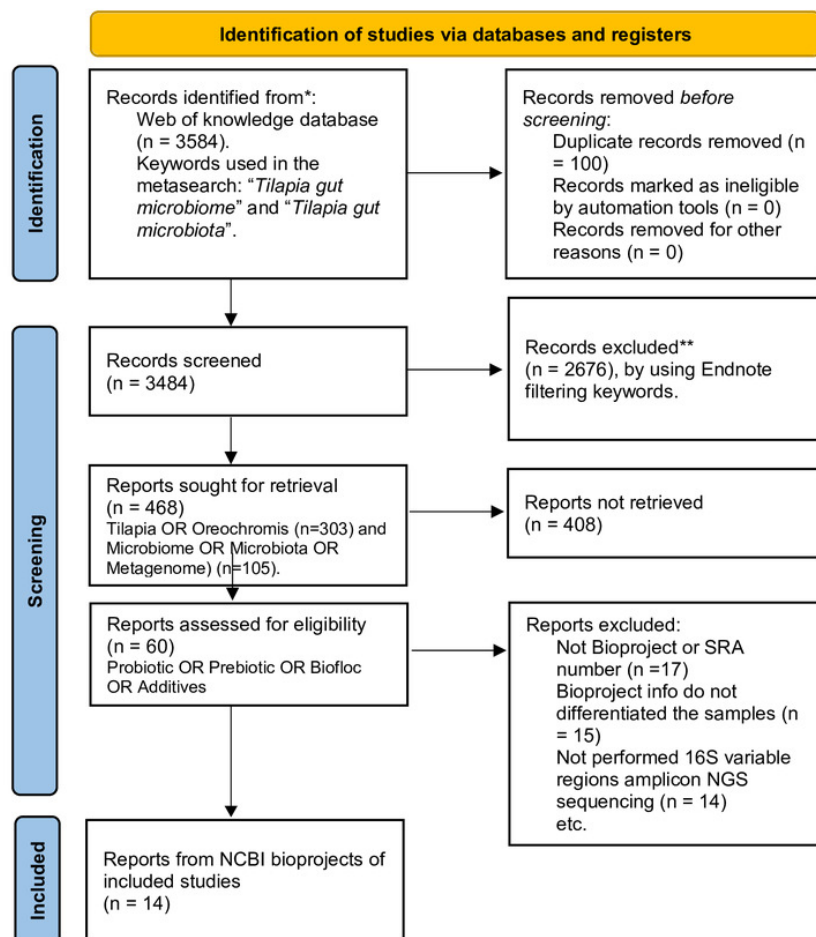 Identification of studies via databases and registers
Identification
Records identified from*:
Web of knowledge database
(n = 3584).
Keywords used in the
metasearch: “Tilapia gut
microbiome” and “Tilapia gut
microbiota”.
Records removed before
screening:
Duplicate records removed (n
= 100)
Records marked as ineligible
by automation tools (n = 0)
Records removed for other
reasons (n = 0)
Screening
Records screened
(n = 3484)
Records excluded**
(n = 2676), by using Endnote
filtering keywords.
Reports sought for retrieval
(n = 468)
Tilapia OR Oreochromis (n=303) and
Microbiome OR Microbiota OR
Metagenome) (n=105).
Reports not retrieved
(n = 408)
Reports assessed for eligibility
(n = 60)
Probiotic OR Prebiotic OR Biofloc
OR Additives
Reports excluded:
Not Bioproject or SRA
number (n =17)
Bioproject info do not
differentiated the samples (n
= 15)
Not performed 16S variable
regions amplicon NGS
sequencing (n = 14)
etc.
Included
Reports from NCBI bioprojects of
included studies
(n = 14)